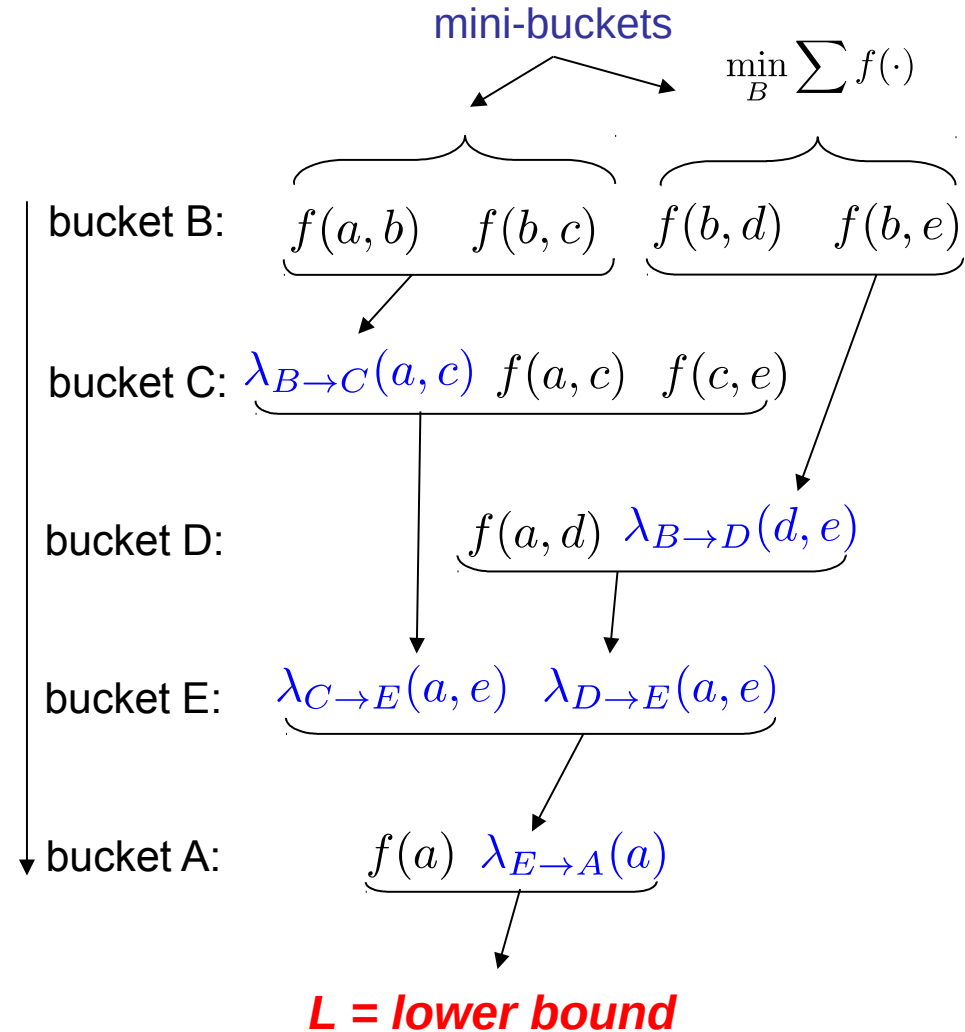 mini-buckets
min_B ∑ f(·)
bucket B: f(a, b) f(b, c) f(b, d) f(b, e)
bucket C: λ_{B→C}(a, c) f(a, c) f(c, e)
bucket D: f(a, d) λ_{B→D}(d, e)
bucket E: λ_{C→E}(a, e) λ_{D→E}(a, e)
bucket A: f(a) λ_{E→A}(a)
L = lower bound